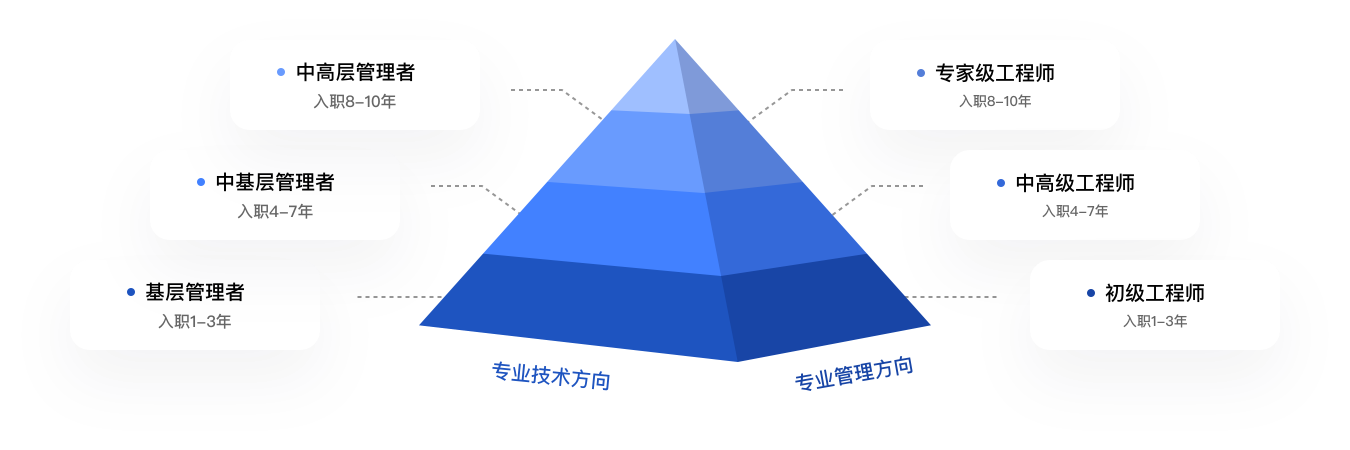 中高层管理者
入职8–10年
专家级工程师
入职8–10年
中基层管理者
入职4–7年
中高级工程师
入职4–7年
基层管理者
入职1–3年
初级工程师
入职1–3年
专业技术方向
专业管理方向